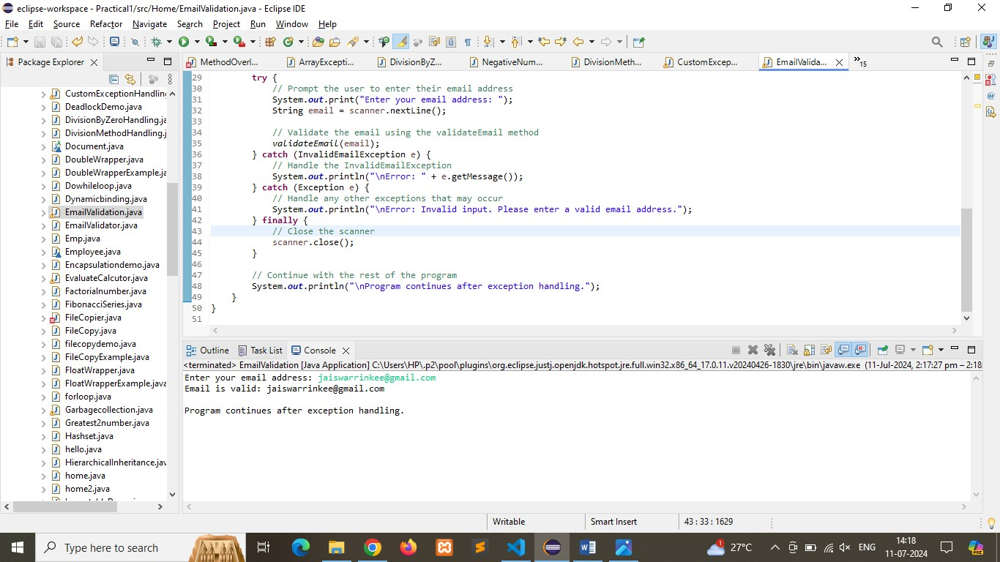 eclipse-workspace - Practical1/src/Home/EmailValidation.java - Eclipse IDE
File Edit Source Refactor Navigate Search Project Run Window Help
Package Explorer
CustomExceptionHandling
DeadlockDemo.java
DivisionByZeroHandling.ja
DivisionMethodHandling.j
Document.java
DoubleWrapper.java
DoubleWrapperExample.ja
Dowhileloop.java
Dynamicbinding.java
EmailValidation.java
EmailValidator.java
Emp.java
Employee.java
Encapsulationdemo.java
EvaluateCalcutor.java
Factorialnumber.java
FibonacciSeries.java
FileCopier.java
FileCopy.java
filecopydemo.java
FileCopyExample.java
FloatWrapper.java
FloatWrapperExample.java
forloop.java
Garbagecollection.java
Greatest2number.java
Hashset.java
hello.java
HierarchicalInheritance.jav
home.java
home2.java
MethodOverl... ArrayExcepti... DivisionByZ... NegativeNum... DivisionMeth... CustomExcep... EmailValida... »15
29 try {
30 // Prompt the user to enter their email address
31 System.out.print("Enter your email address: ");
32 String email = scanner.nextLine();
33
34 // Validate the email using the validateEmail method
35 validateEmail(email);
36 } catch (InvalidEmailException e) {
37 // Handle the InvalidEmailException
38 System.out.println("\nError: " + e.getMessage());
39 } catch (Exception e) {
40 // Handle any other exceptions that may occur
41 System.out.println("\nError: Invalid input. Please enter a valid email address.");
42 } finally {
43 // Close the scanner
44 scanner.close();
45 }
46
47 // Continue with the rest of the program
48 System.out.println("\nProgram continues after exception handling.");
49 }
50 }
51
Outline Task List Console
<terminated> EmailValidation [Java Application] C:\Users\HP\.p2\pool\plugins\org.eclipse.justj.openjdk.hotspot.jre.full.win32.x86_64_17.0.11.v20240426-1830\jre\bin\javaw.exe (11-Jul-2024, 2:17:27 pm – 2:18
Enter your email address: jaiswarrinkee@gmail.com
Email is valid: jaiswarrinkee@gmail.com
Program continues after exception handling.
Writable Smart Insert 43 : 33 : 1629
Type here to search
1 27°C ENG 14:18
11-07-2024
PRE